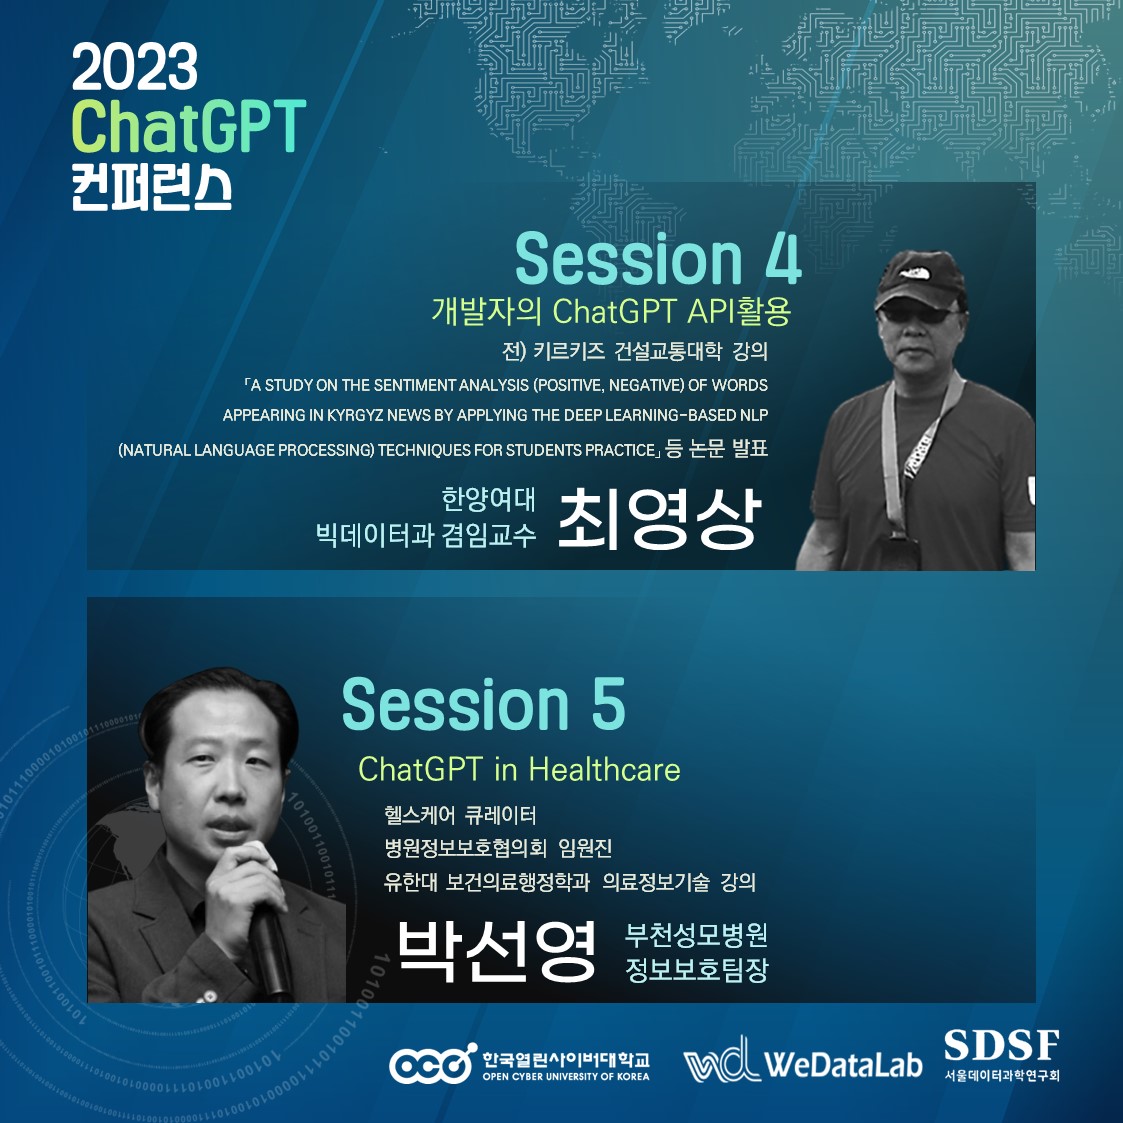 2023
ChatGPT
컨퍼런스
Session 4
개발자의 ChatGPT API활용
전) 키르키즈 건설교통대학 강의
「A STUDY ON THE SENTIMENT ANALYSIS (POSITIVE, NEGATIVE) OF WORDS
APPEARING IN KYRGYZ NEWS BY APPLYING THE DEEP LEARNING-BASED NLP
(NATURAL LANGUAGE PROCESSING) TECHNIQUES FOR STUDENTS PRACTICE」 등 논문 발표
한양여대
빅데이터과 겸임교수
최영상
Session 5
ChatGPT in Healthcare
헬스케어 큐레이터
병원정보보호협의회 임원진
유한대 보건의료행정학과 의료정보기술 강의
박선영
부천성모병원
정보보호팀장
한국열린사이버대학교
OPEN CYBER UNIVERSITY OF KOREA
WeDataLab
SDSF
서울데이터과학연구회